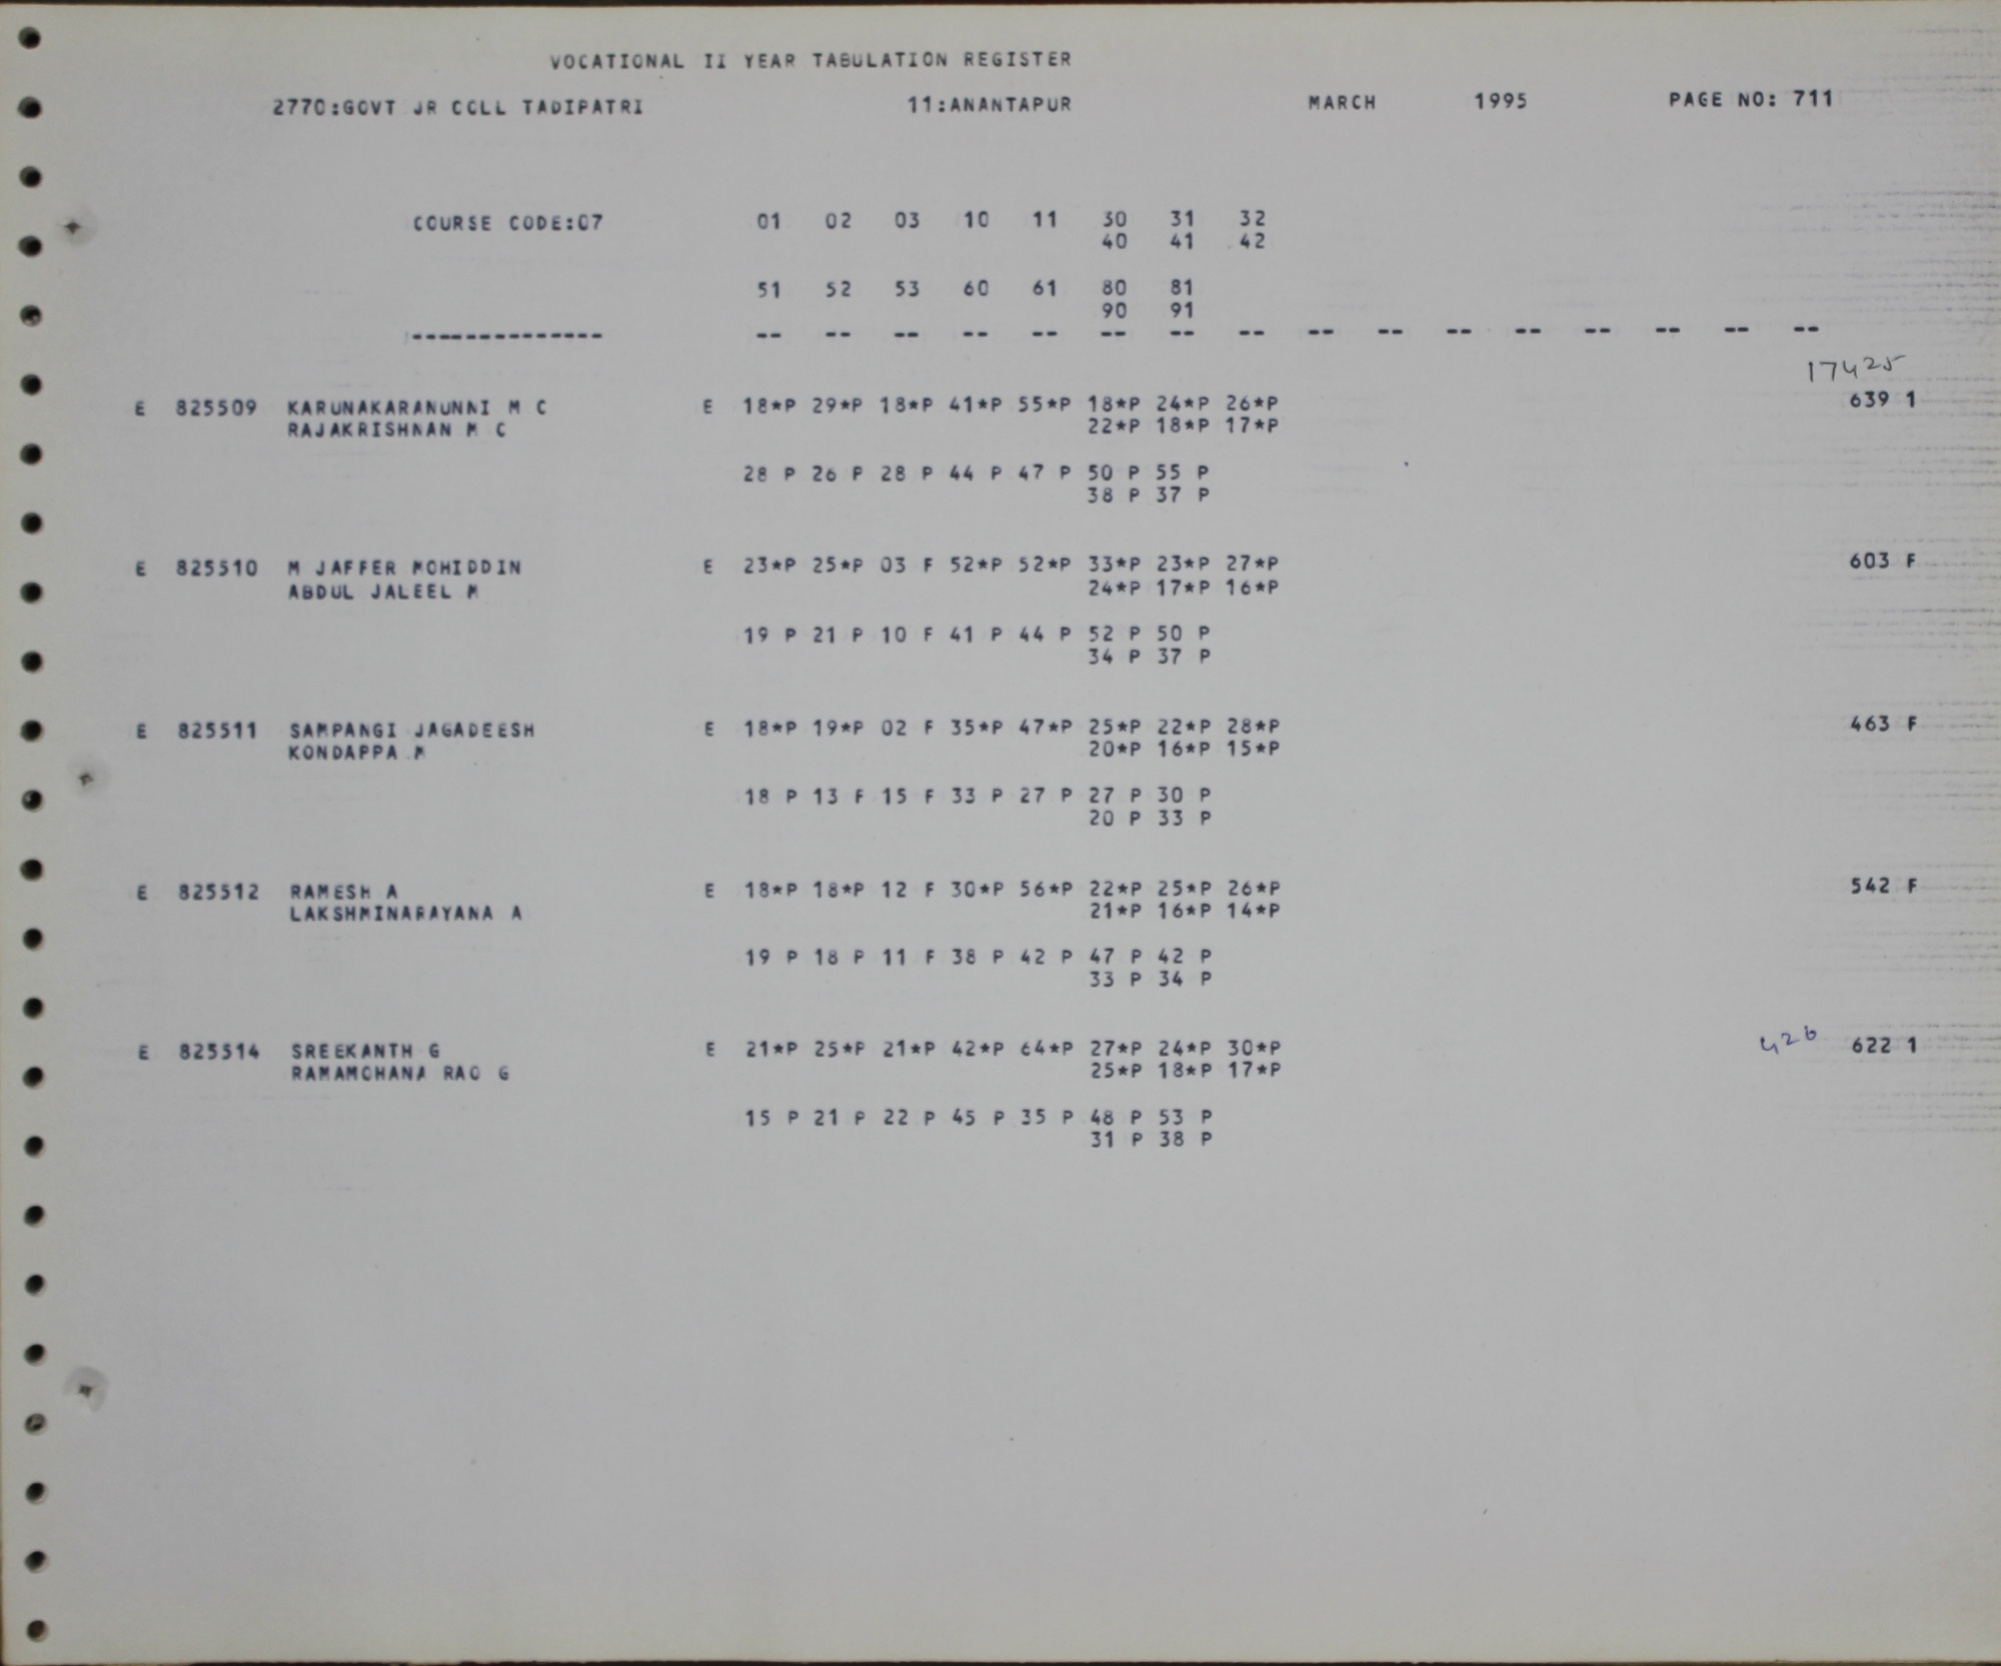 VOCATIONAL II YEAR TABULATION REGISTER
2770:GOVT JR COLL TADIPATRI 11:ANANTAPUR MARCH 1995 PAGE NO: 711
COURSE CODE:07 01 02 03 10 11 30 31 32
40 41 42
51 52 53 60 61 80 81
90 91
-------------- -- -- -- -- -- -- -- -- -- -- -- -- -- -- -- --
17425
E 825509 KARUNAKARANUNNI M C E 18*P 29*P 18*P 41*P 55*P 18*P 24*P 26*P 639 1
RAJAKRISHNAN M C 22*P 18*P 17*P
28 P 26 P 28 P 44 P 47 P 50 P 55 P
38 P 37 P
E 825510 M JAFFER MOHIDDIN E 23*P 25*P 03 F 52*P 52*P 33*P 23*P 27*P 603 F
ABDUL JALEEL M 24*P 17*P 16*P
19 P 21 P 10 F 41 P 44 P 52 P 50 P
34 P 37 P
E 825511 SAMPANGI JAGADEESH E 18*P 19*P 02 F 35*P 47*P 25*P 22*P 28*P 463 F
KONDAPPA M 20*P 16*P 15*P
18 P 13 F 15 F 33 P 27 P 27 P 30 P
20 P 33 P
E 825512 RAMESH A E 18*P 18*P 12 F 30*P 56*P 22*P 25*P 26*P 542 F
LAKSHMINARAYANA A 21*P 16*P 14*P
19 P 18 P 11 F 38 P 42 P 47 P 42 P
33 P 34 P
E 825514 SREEKANTH G E 21*P 25*P 21*P 42*P 64*P 27*P 24*P 30*P 426 622 1
RAMAMOHANA RAO G 25*P 18*P 17*P
15 P 21 P 22 P 45 P 35 P 48 P 53 P
31 P 38 P